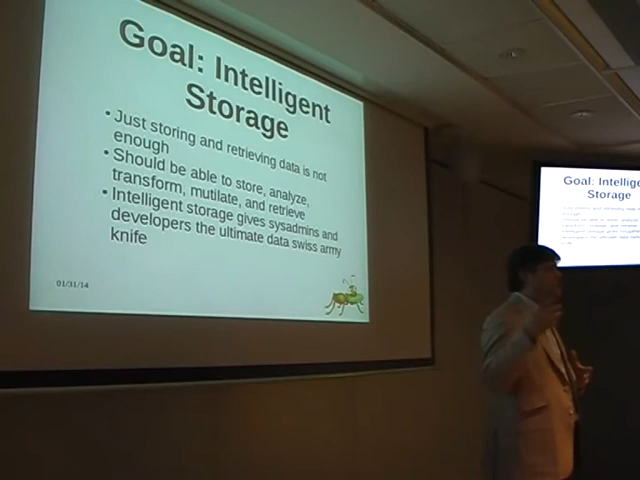 Goal: Intelligent
Storage
• Just storing and retrieving data is not
enough
• Should be able to store, analyze,
transform, mutilate, and retrieve
• Intelligent storage gives sysadmins and
developers the ultimate data swiss army
knife
01/31/14
Goal: Intellige
Storage